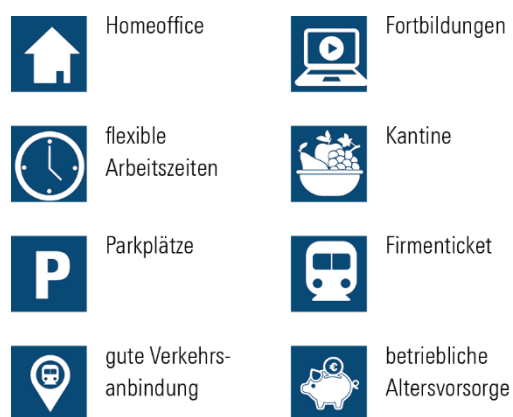 Homeoffice
Fortbildungen
flexible
Arbeitszeiten
Kantine
P
Parkplätze
Firmenticket
gute Verkehrs-
anbindung
€
betriebliche
Altersvorsorge